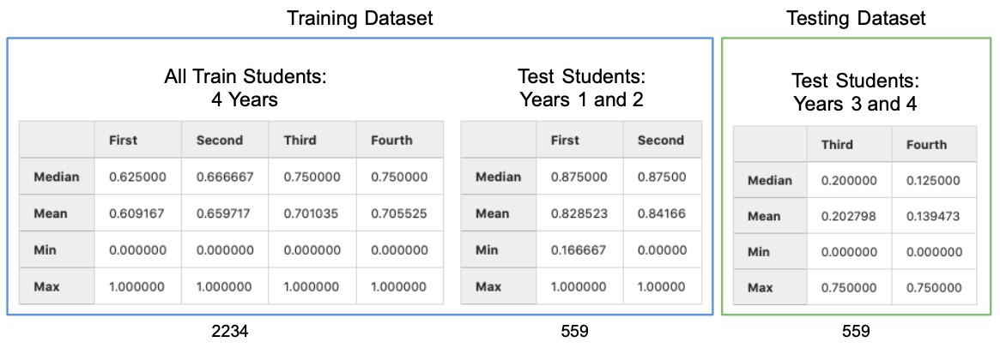 Training Dataset
Testing Dataset
All Train Students:
4 Years
First Second Third Fourth
Median 0.625000 0.666667 0.750000 0.750000
Mean 0.609167 0.659717 0.701035 0.705525
Min 0.000000 0.000000 0.000000 0.000000
Max 1.000000 1.000000 1.000000 1.000000
2234
Test Students:
Years 1 and 2
First Second
Median 0.875000 0.87500
Mean 0.828523 0.84166
Min 0.166667 0.00000
Max 1.000000 1.00000
559
Test Students:
Years 3 and 4
Third Fourth
Median 0.200000 0.125000
Mean 0.202798 0.139473
Min 0.000000 0.000000
Max 0.750000 0.750000
559